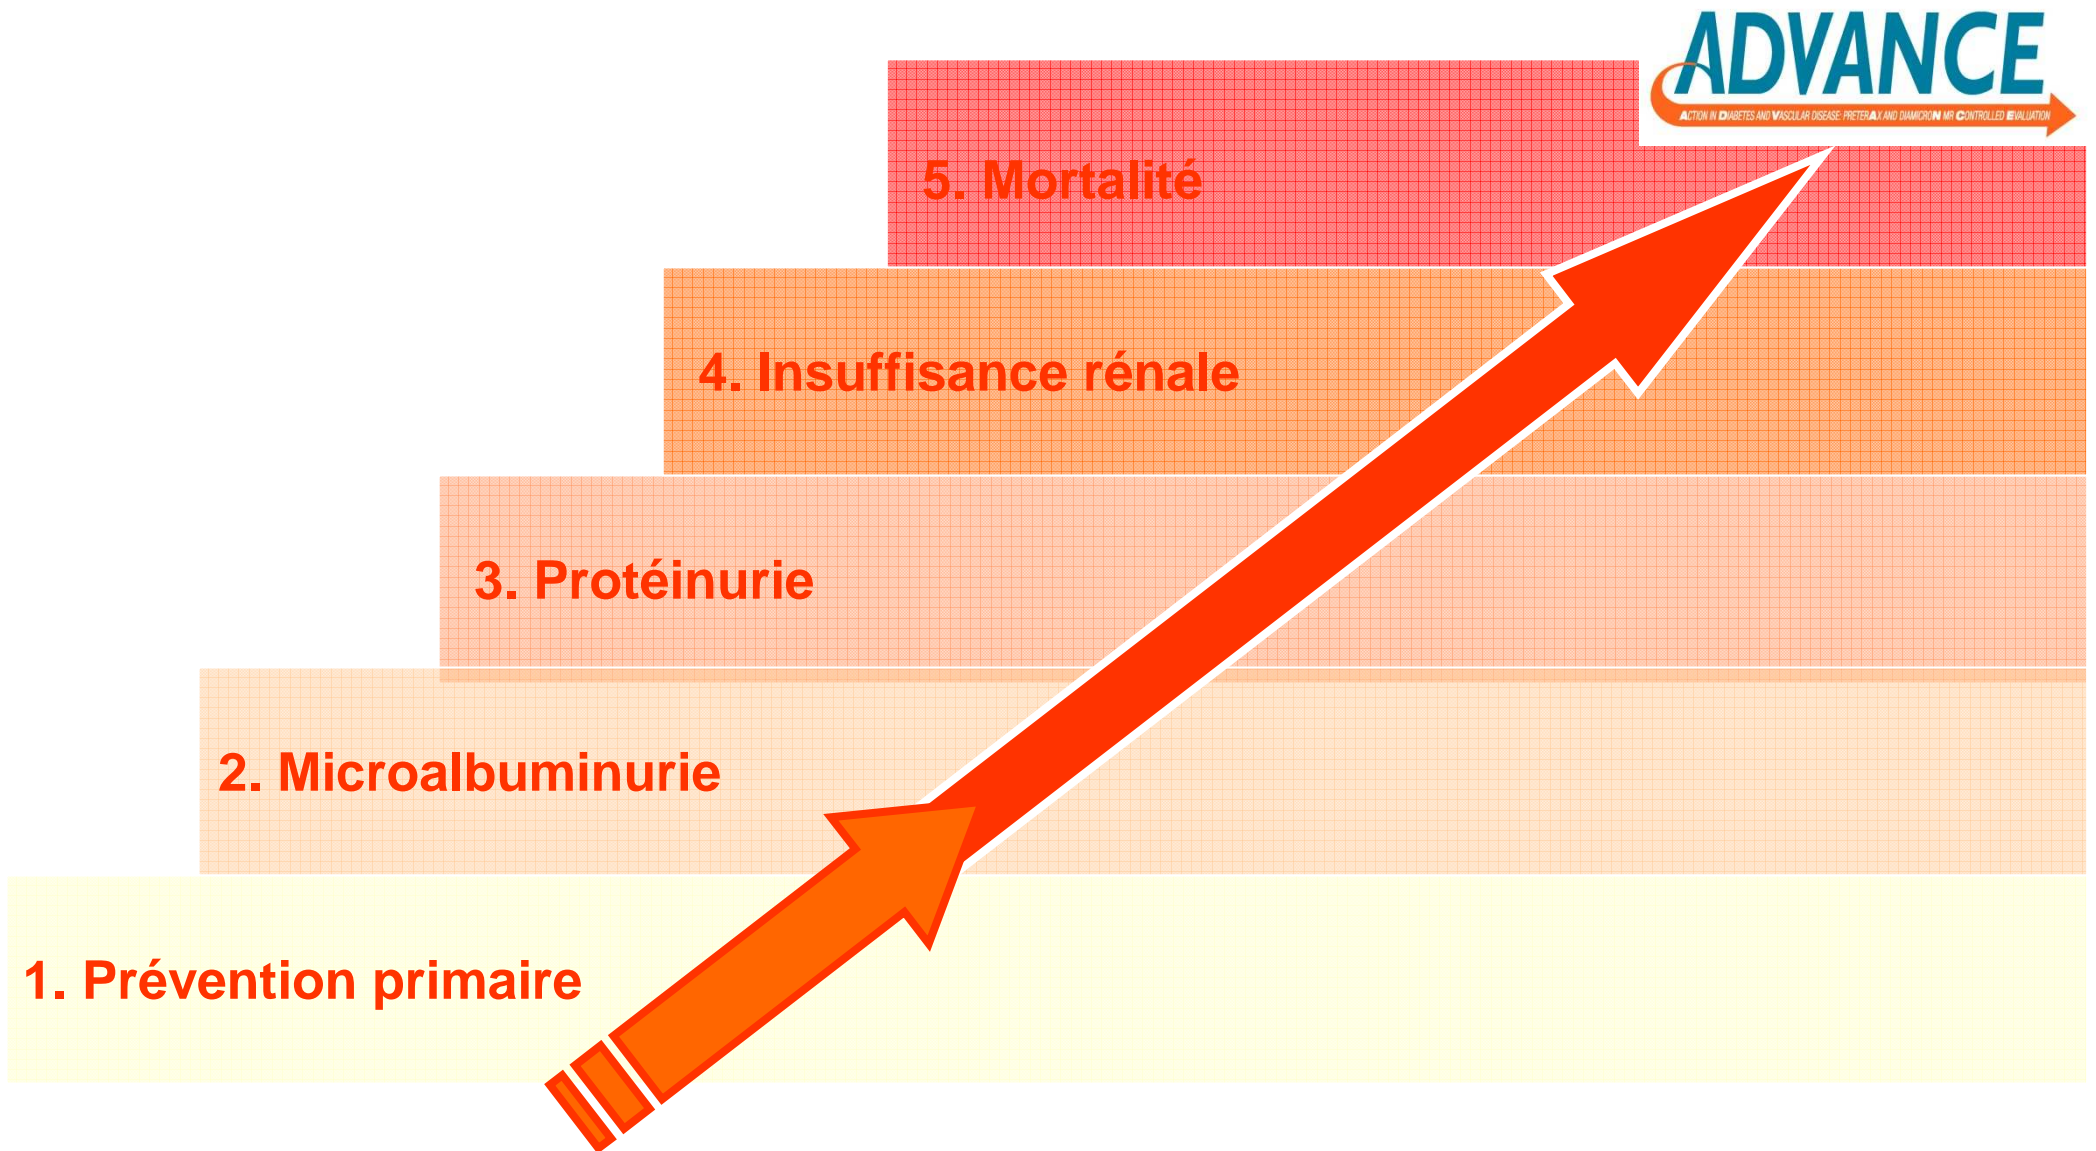 ADVANCE
ACTION IN DIABETES AND VASCULAR DISEASE: PRETERAX AND DIAMICRON MR CONTROLLED EVALUATION
5. Mortalité
4. Insuffisance rénale
3. Protéinurie
2. Microalbuminurie
1. Prévention primaire